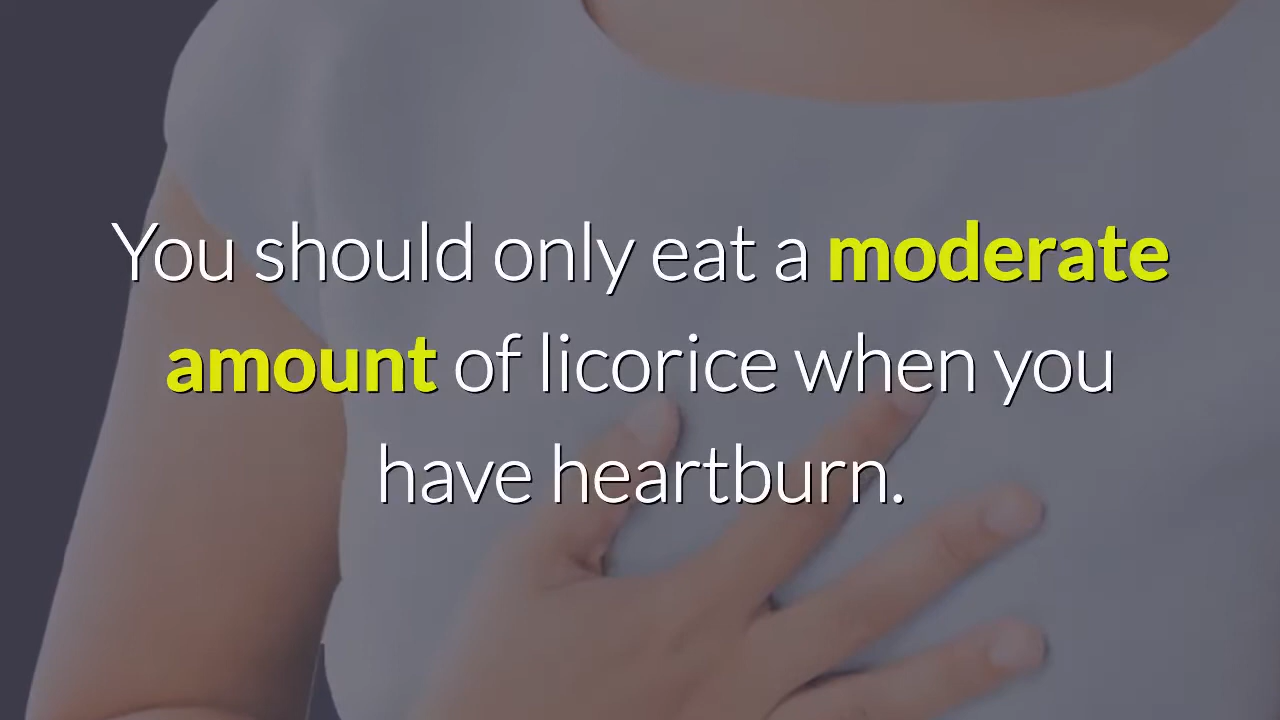 You should only eat a moderate
amount of licorice when you
have heartburn.